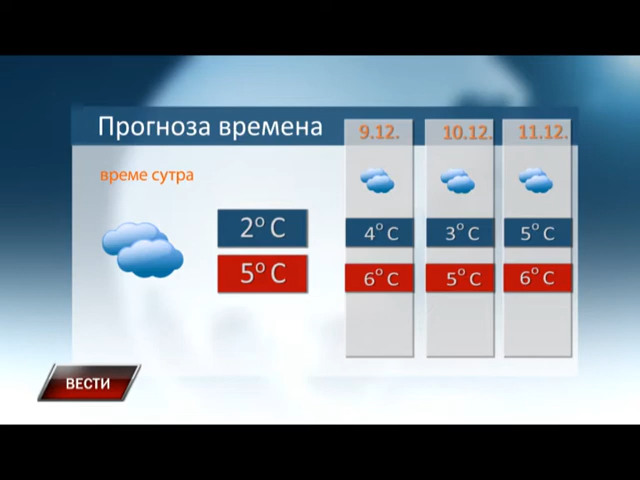 Прогноза времена
време сутра
2° C
5° C
9.12.
4° C
6° C
10.12.
3° C
5° C
11.12.
5° C
6° C
ВЕСТИ